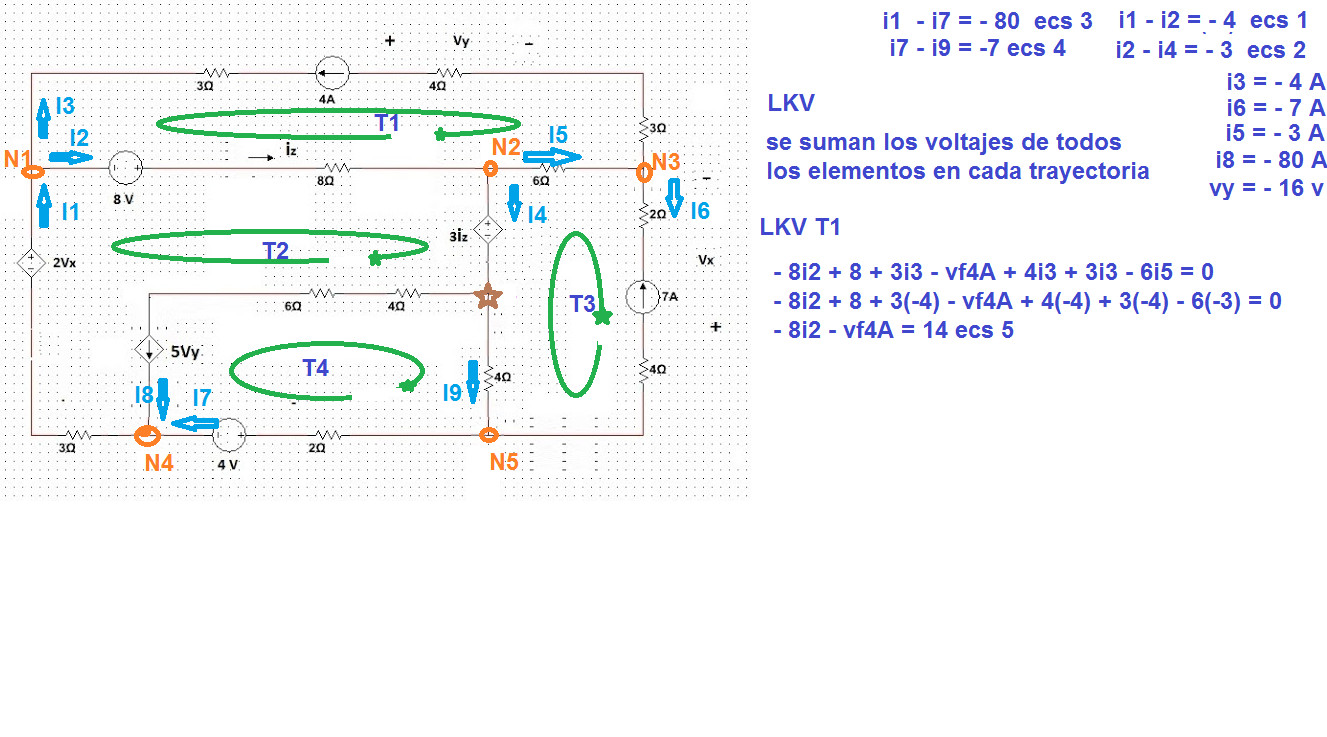 i1 - i7 = - 80 ecs 3
i1 - i2 = - 4 ecs 1
i7 - i9 = -7 ecs 4
i2 - i4 = - 3 ecs 2
i3 = - 4 A
i6 = - 7 A
i5 = - 3 A
i8 = - 80 A
vy = - 16 v
LKV
se suman los voltajes de todos
los elementos en cada trayectoria
LKV T1
- 8i2 + 8 + 3i3 - vf4A + 4i3 + 3i3 - 6i5 = 0
- 8i2 + 8 + 3(-4) - vf4A + 4(-4) + 3(-4) - 6(-3) = 0
- 8i2 - vf4A = 14 ecs 5
+ Vy -
3Ω
4A
4Ω
I3
T1
3Ω
I2
iz
N2
I5
N1
N3
8 V
8Ω
6Ω
-
I1
I4
2Ω
I6
3iz
T2
2Vx
Vx
6Ω
4Ω
T3
7A
+
5Vy
T4
I8
I7
I9
4Ω
4Ω
3Ω
N4
4 V
2Ω
N5